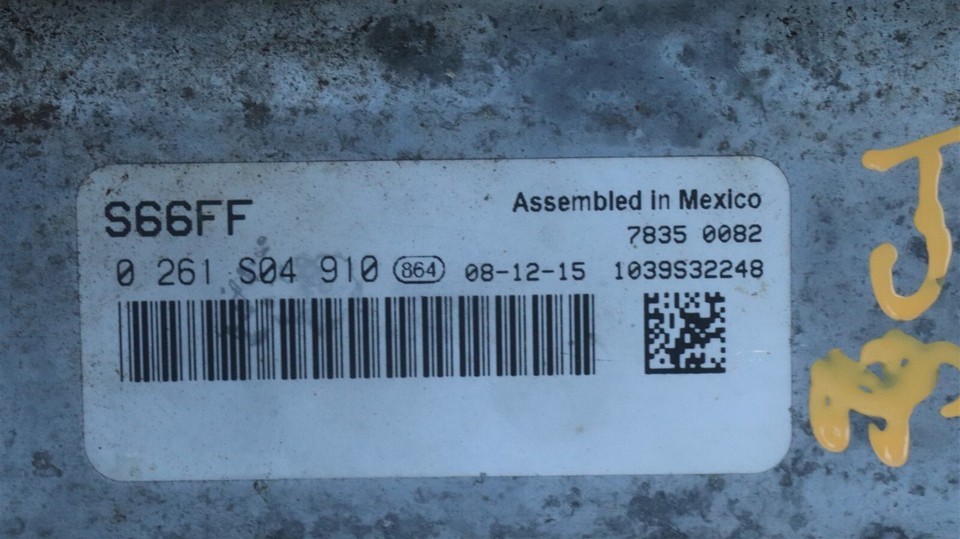 S66FF
Assembled in Mexico
7835 0082
0 261 S04 910 864 08-12-15 1039S32248
J